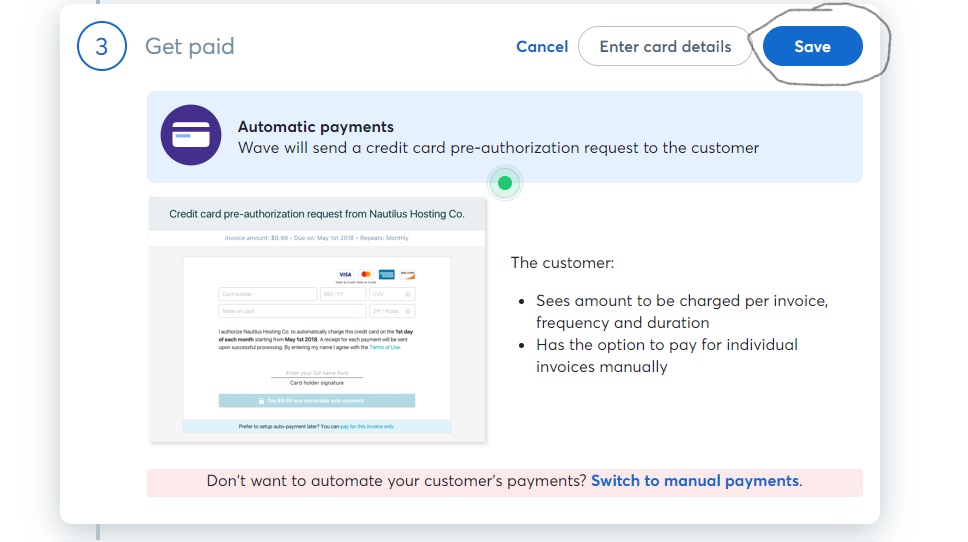 3 Get paid Cancel Enter card details Save
Automatic payments
Wave will send a credit card pre-authorization request to the customer
Credit card pre-authorization request from Nautilus Hosting Co.
Invoice amount: $9.99 • Due on: May 1st 2018 • Repeats: Monthly
VISA
Card number MM / YY CVV
Name on card ZIP / Postal
I authorize Nautilus Hosting Co. to automatically charge this credit card on the 1st day
of each month starting from May 1st 2018. A receipt for each payment will be sent
upon successful processing. By entering my name I agree with the Terms of Use.
Enter your full name here
Card holder signature
Pay $9.99 now and enable auto-payment
Prefer to setup auto-payment later? You can pay for this invoice only.
The customer:
• Sees amount to be charged per invoice,
frequency and duration
• Has the option to pay for individual
invoices manually
Don't want to automate your customer's payments? Switch to manual payments.